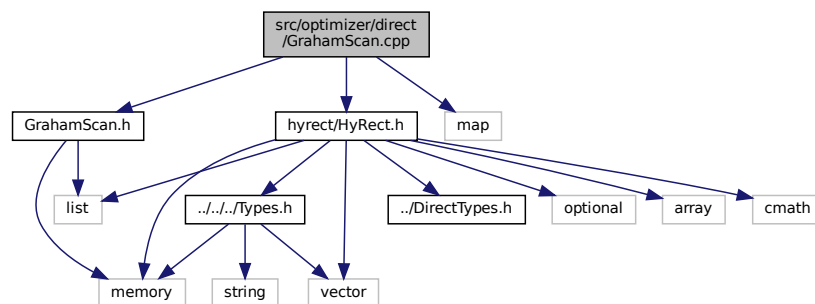 src/optimizer/direct
/GrahamScan.cpp
GrahamScan.h
hyrect/HyRect.h
map
list
../../../Types.h
../DirectTypes.h
optional
array
cmath
memory
string
vector